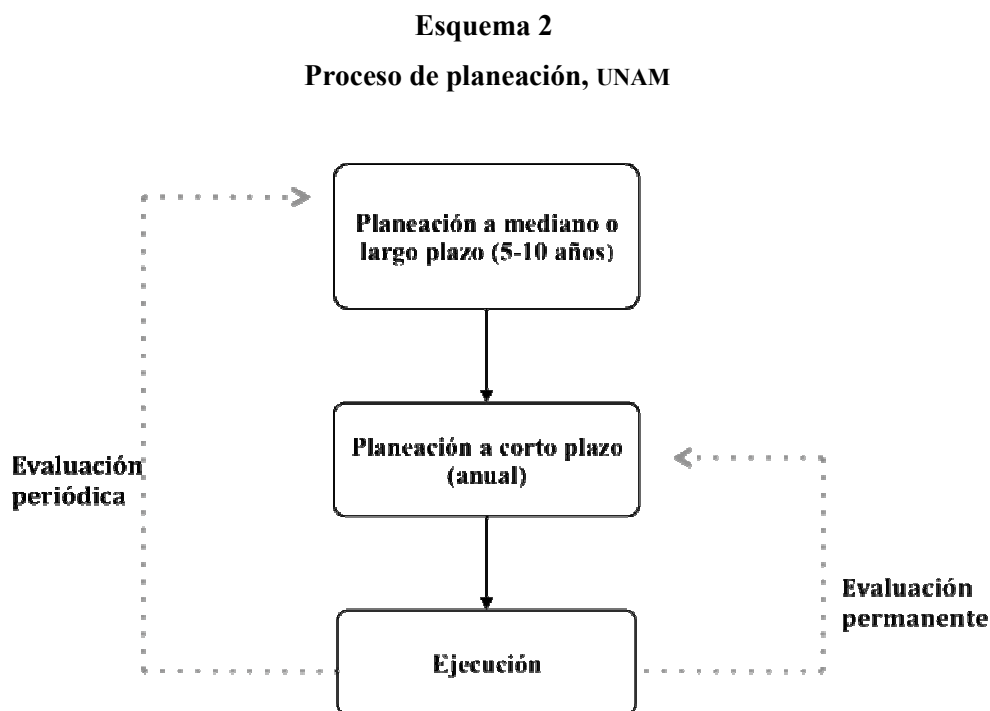 Esquema 2
Proceso de planeación, UNAM
Planeación a mediano o
largo plazo (5-10 años)
Planeación a corto plazo
(anual)
Evaluación
periódica
Evaluación
permanente
Ejecución